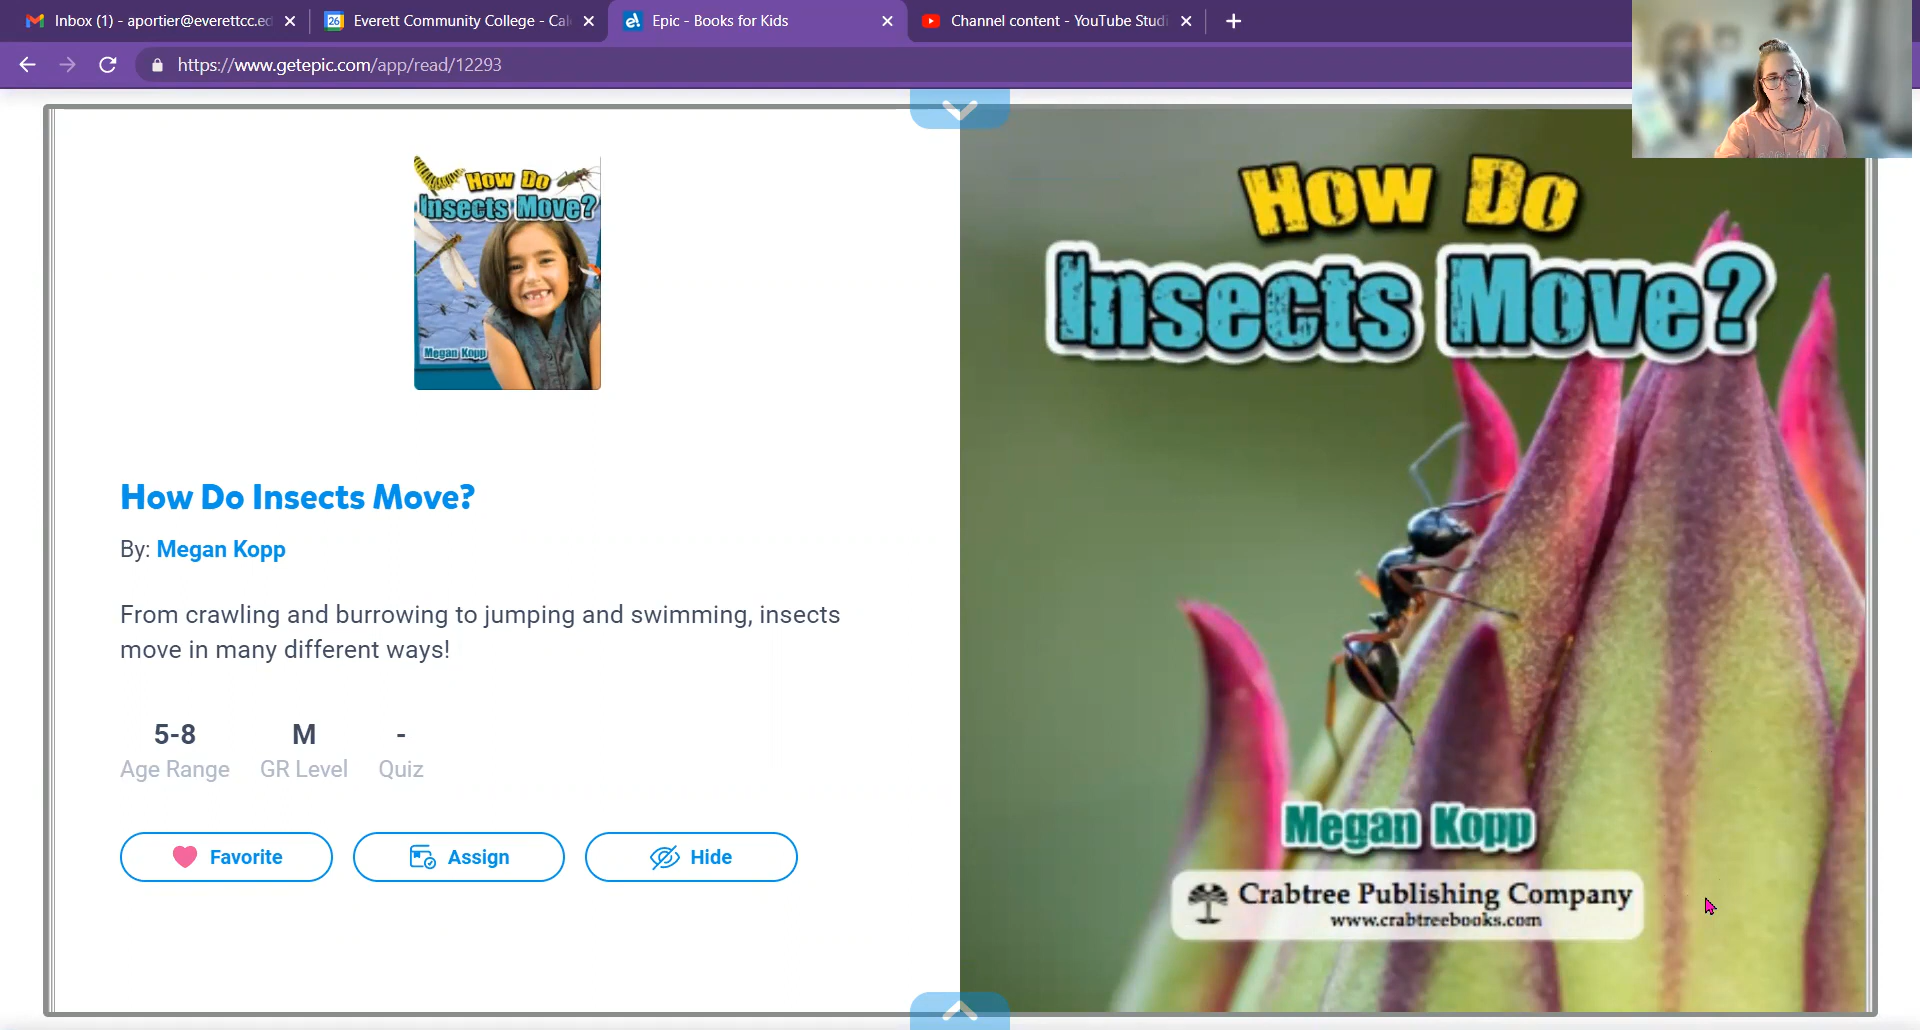 Inbox (1) - aportier@everettcc.ed
26
Everett Community College - Cal
Epic - Books for Kids
Channel content - YouTube Studi
https://www.getepic.com/app/read/12293
How Do
Insects Move?
Megan Kopp
How Do Insects Move?
By: Megan Kopp
From crawling and burrowing to jumping and swimming, insects
move in many different ways!
5-8 M -
Age Range GR Level Quiz
Favorite Assign Hide
How Do
Insects Move?
Megan Kopp
Crabtree Publishing Company
www.crabtreebooks.com